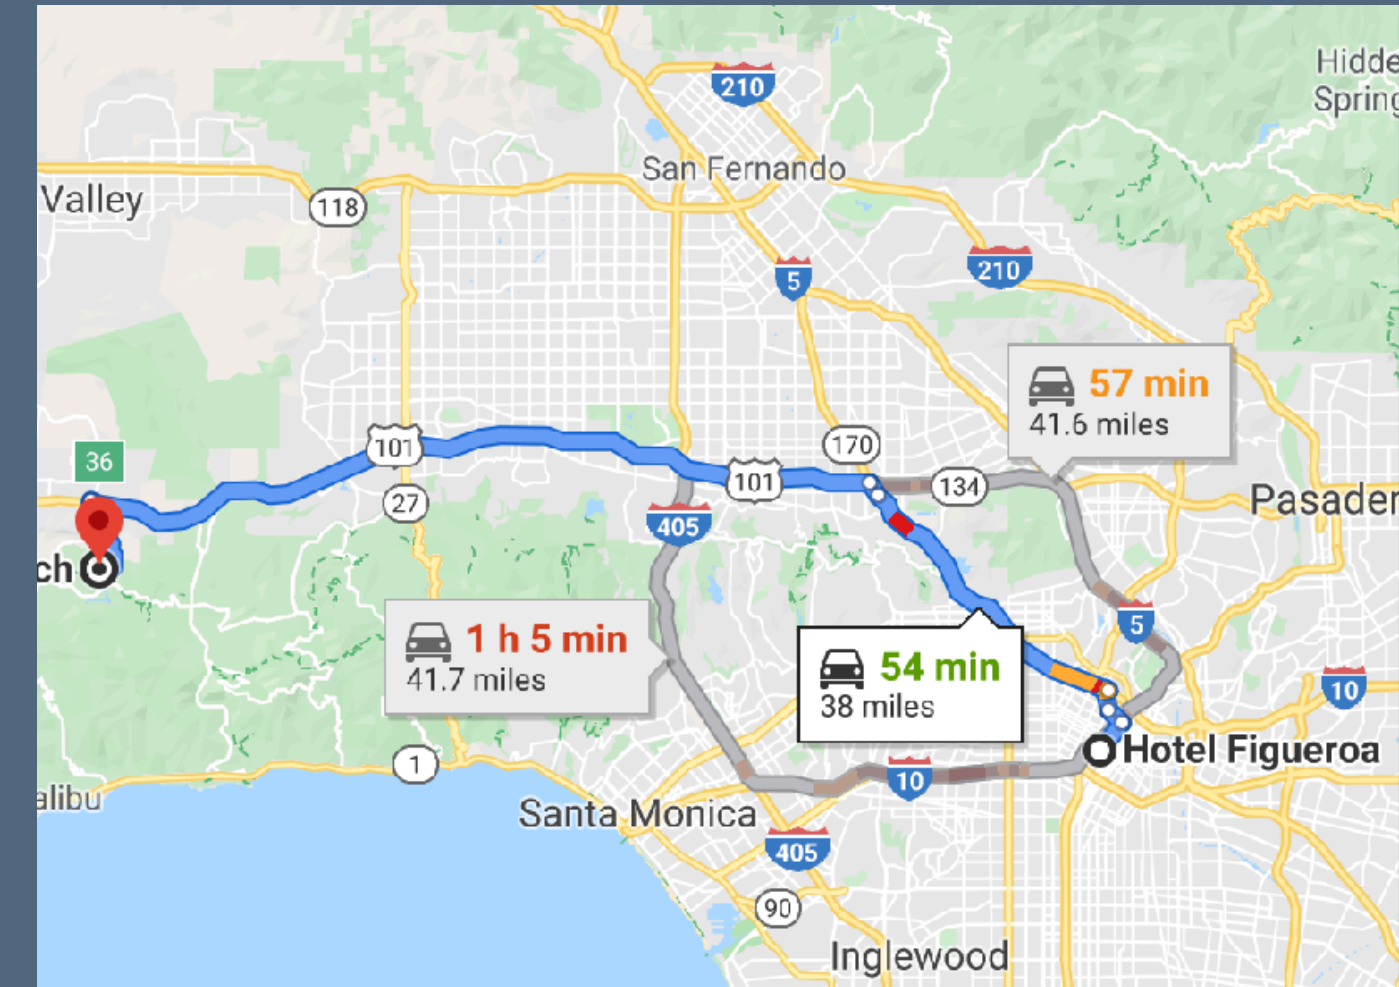 Hidde
Spring
210
San Fernando
Valley
118
5
210
57 min
41.6 miles
101
170
36
101
134
27
Pasader
405
ch
5
1 h 5 min
41.7 miles
54 min
38 miles
10
Hotel Figueroa
1
10
alibu
Santa Monica
405
90
Inglewood